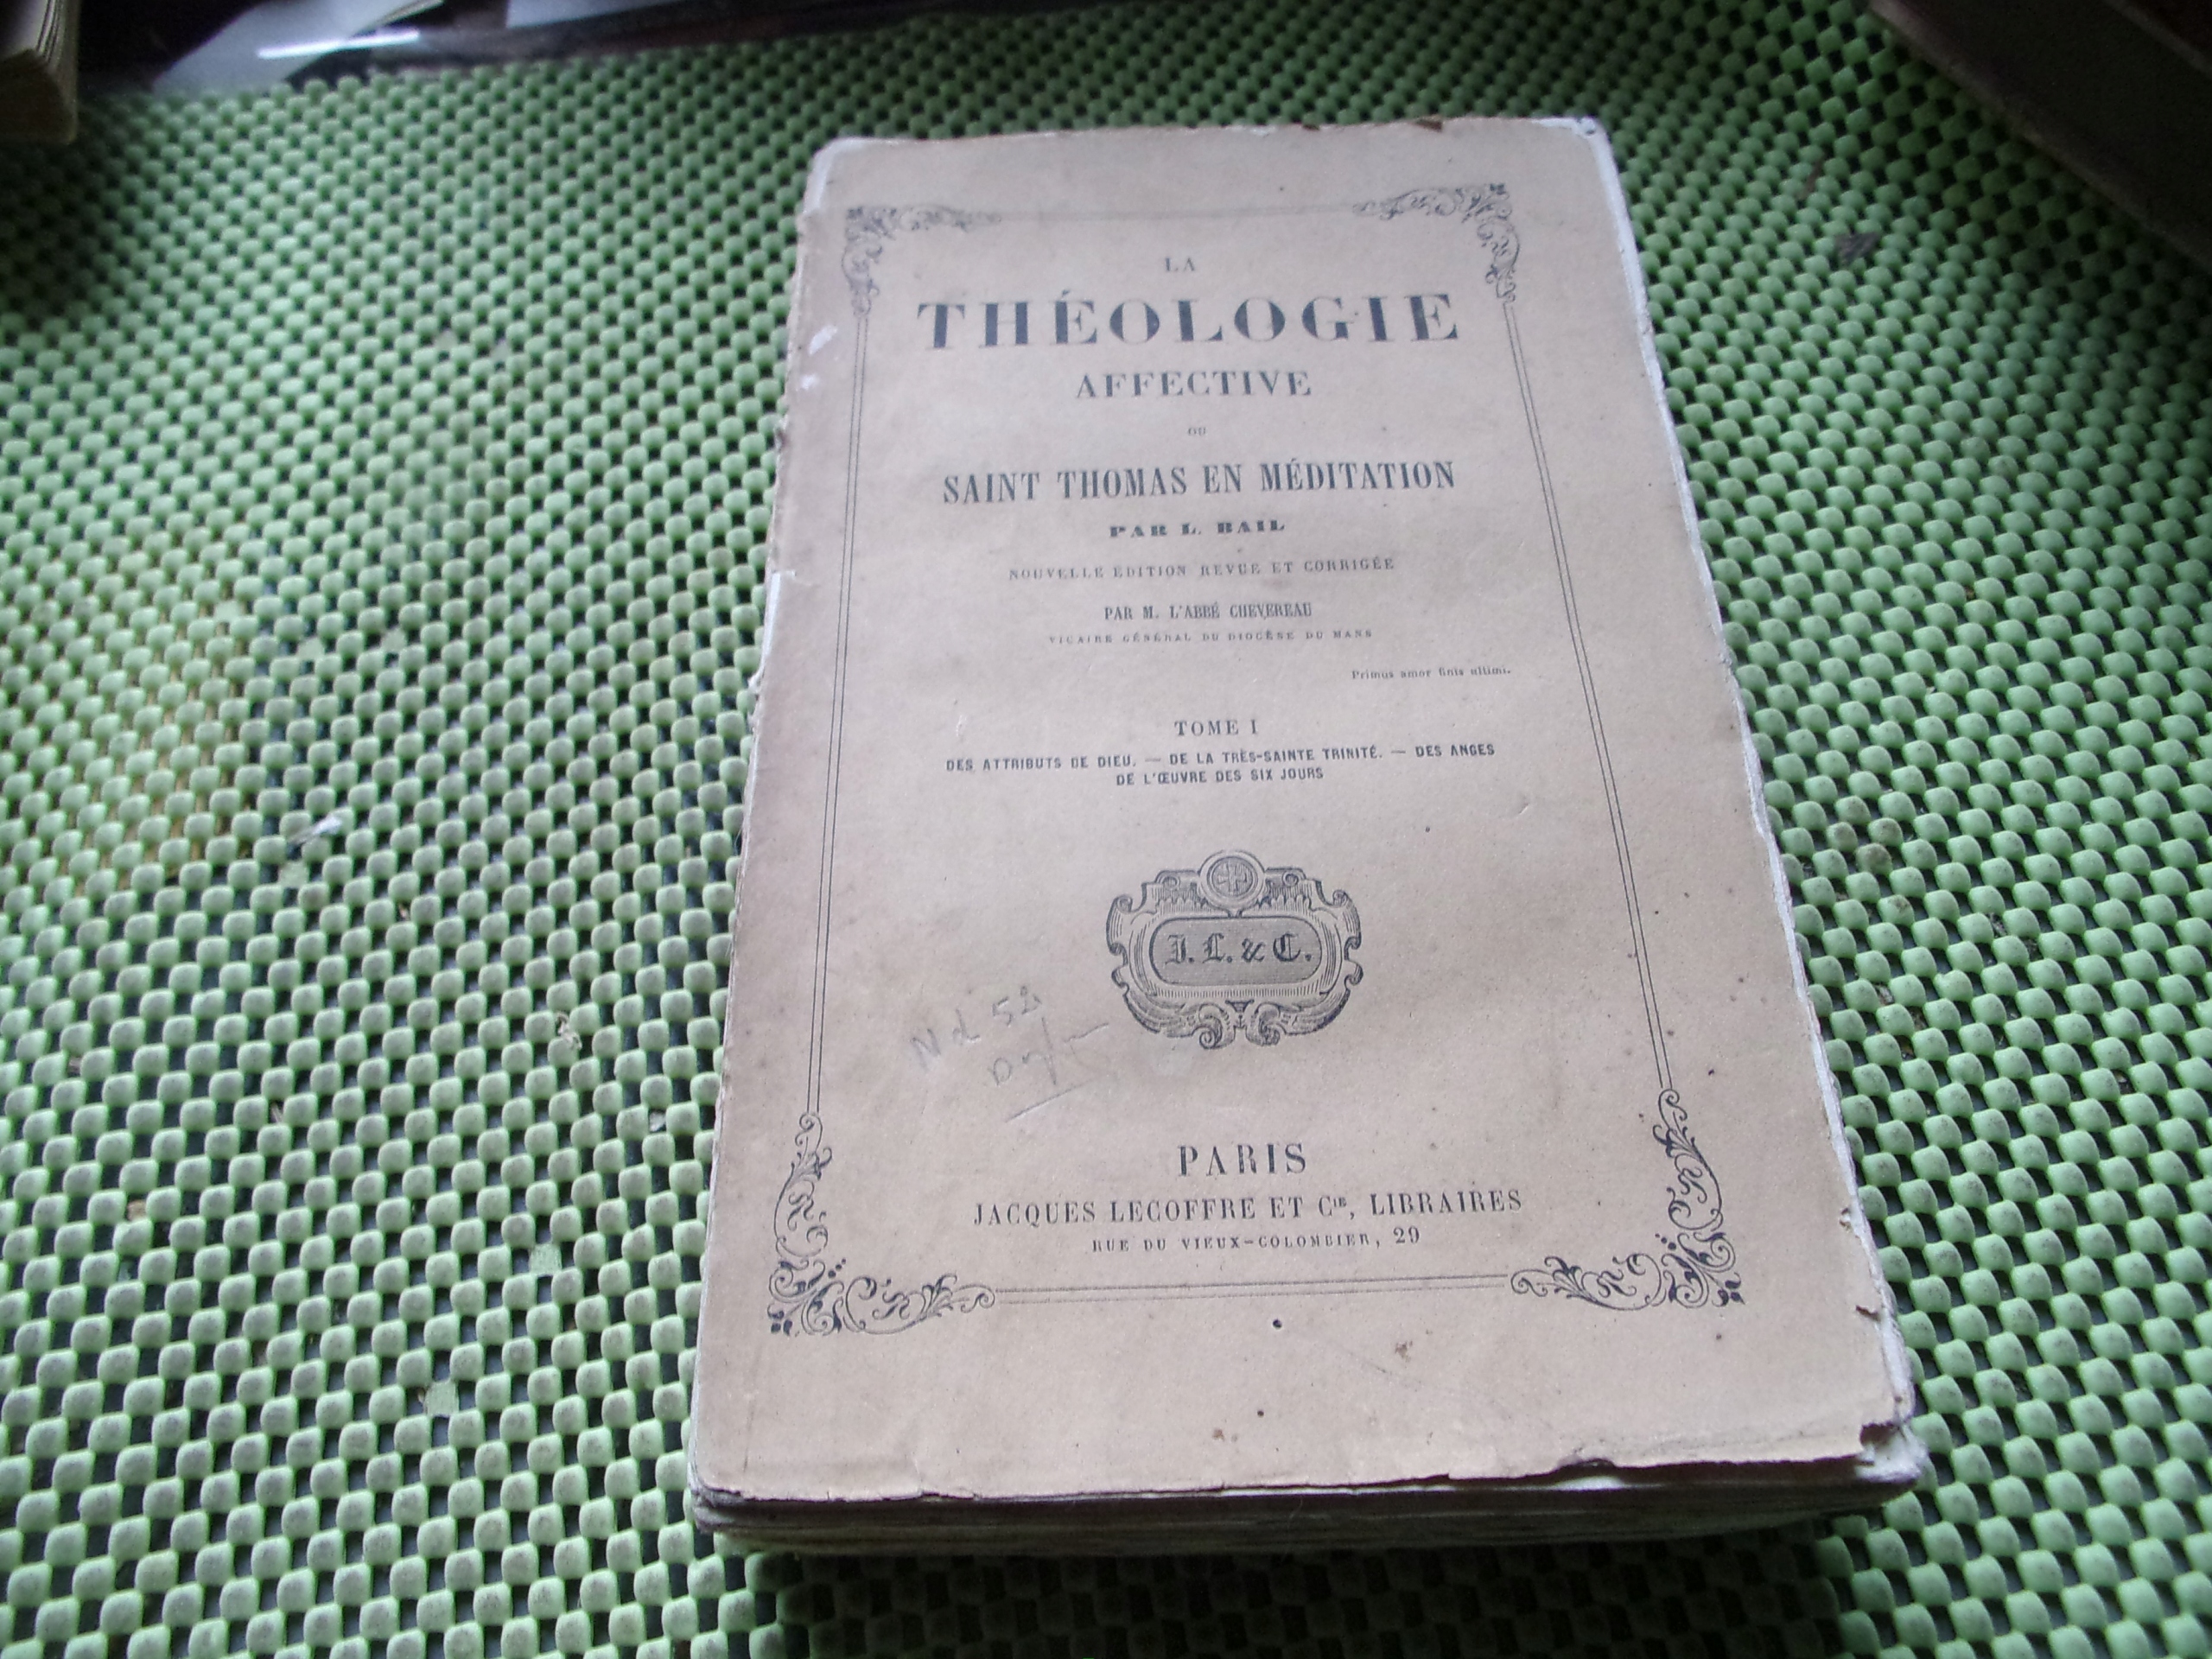 LA
THÉOLOGIE
AFFECTIVE
OU
SAINT THOMAS EN MÉDITATION
PAR L. BAIL
NOUVELLE EDITION REVUE ET CORRIGÉE
PAR M. L'ABBÉ CHEVEREAU
VICAIRE GÉNÉRAL DU DIOCÈSE DU MANS
Primus amor finis ultimi.
TOME I
DES ATTRIBUTS DE DIEU. — DE LA TRÈS-SAINTE TRINITÉ. — DES ANGES
DE L'ŒUVRE DES SIX JOURS
J. L. & C.
PARIS
JACQUES LECOFFRE ET Cie, LIBRAIRES
RUE DU VIEUX-COLOMBIER, 29